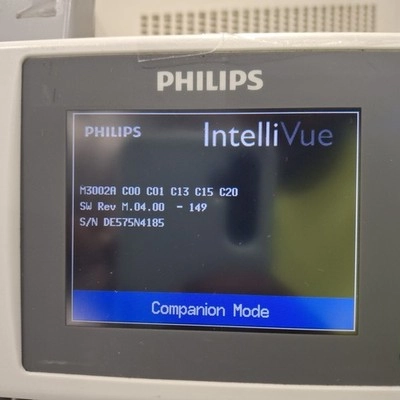 PHILIPS
PHILIPS IntelliVue
M3002A C00 C01 C13 C15 C20
SW Rev M.04.00 - 149
S/N DE575N4185
Companion Mode